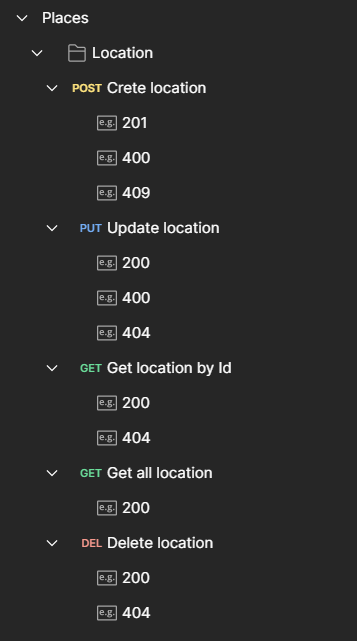 Places
Location
POST Crete location
e.g. 201
e.g. 400
e.g. 409
PUT Update location
e.g. 200
e.g. 400
e.g. 404
GET Get location by Id
e.g. 200
e.g. 404
GET Get all location
e.g. 200
DEL Delete location
e.g. 200
e.g. 404